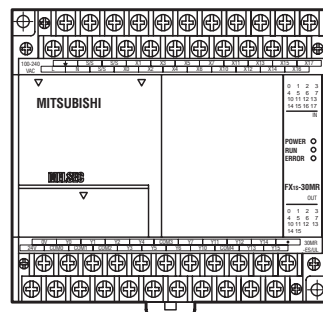 100-240 VAC
S/S S/S X1 X3 X5 X7 X11 X13 X15 X17
L N S/S X0 X2 X4 X6 X10 X12 X14 X16
MITSUBISHI
0 1 2 3
4 5 6 7
10 11 12 13
14 15 16 17
IN
POWER
RUN
ERROR
MELSEC
FX1S-30MR
OUT
0 1 2 3
4 5 6 7
10 11 12 13
14 15
0V Y0 Y1 Y2 Y4 COM3 Y7 Y11 Y12 Y14
24V COM0 COM1 COM2 Y3 Y5 Y6 Y10 COM4 Y13 Y15
30MR
-ES/UL